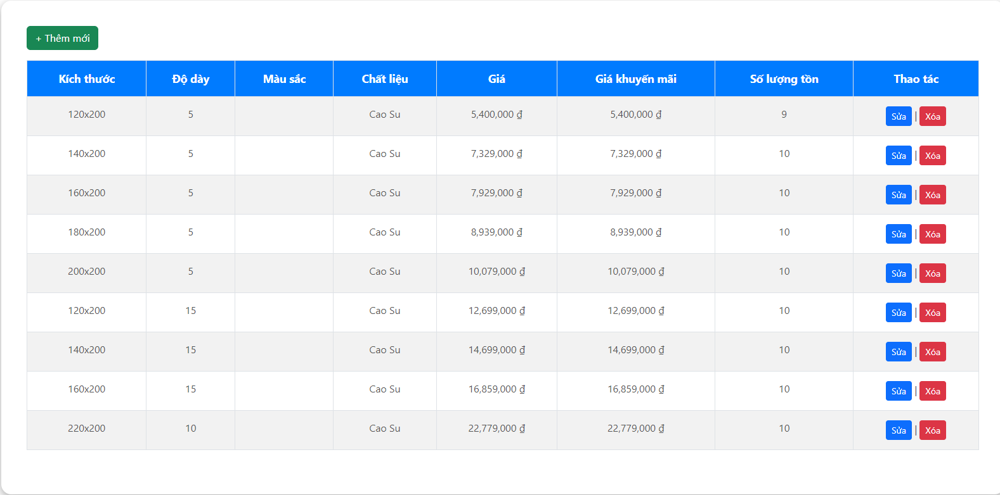 + Thêm mới
Kích thước Độ dày Màu sắc Chất liệu Giá Giá khuyến mãi Số lượng tồn Thao tác
120x200 5 Cao Su 5,400,000 ₫ 5,400,000 ₫ 9 Sửa | Xóa
140x200 5 Cao Su 7,329,000 ₫ 7,329,000 ₫ 10 Sửa | Xóa
160x200 5 Cao Su 7,929,000 ₫ 7,929,000 ₫ 10 Sửa | Xóa
180x200 5 Cao Su 8,939,000 ₫ 8,939,000 ₫ 10 Sửa | Xóa
200x200 5 Cao Su 10,079,000 ₫ 10,079,000 ₫ 10 Sửa | Xóa
120x200 15 Cao Su 12,699,000 ₫ 12,699,000 ₫ 10 Sửa | Xóa
140x200 15 Cao Su 14,699,000 ₫ 14,699,000 ₫ 10 Sửa | Xóa
160x200 15 Cao Su 16,859,000 ₫ 16,859,000 ₫ 10 Sửa | Xóa
220x200 10 Cao Su 22,779,000 ₫ 22,779,000 ₫ 10 Sửa | Xóa